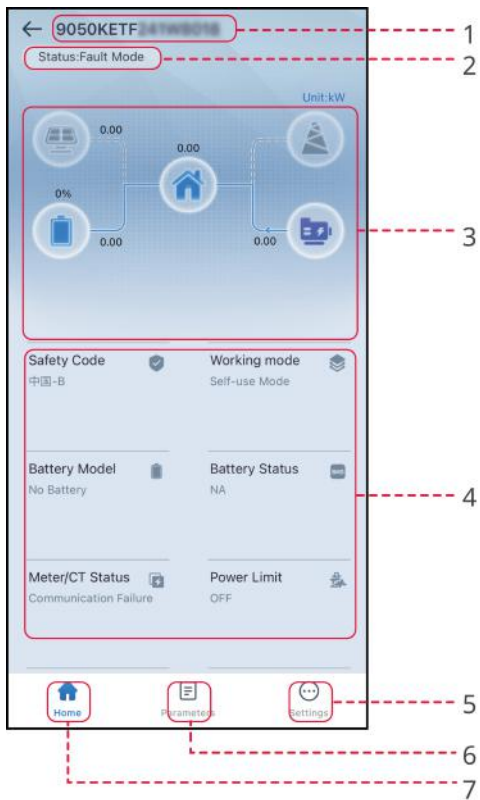 9050KETF
1
Status:Fault Mode
2
Unit:kW
0.00
0.00
0%
0.00
0.00
3
Safety Code
Working mode
中国-B
Self-use Mode
Battery Model
Battery Status
No Battery
NA
4
Meter/CT Status
Power Limit
Communication Failure
OFF
Home
Parameters
Settings
5
6
7